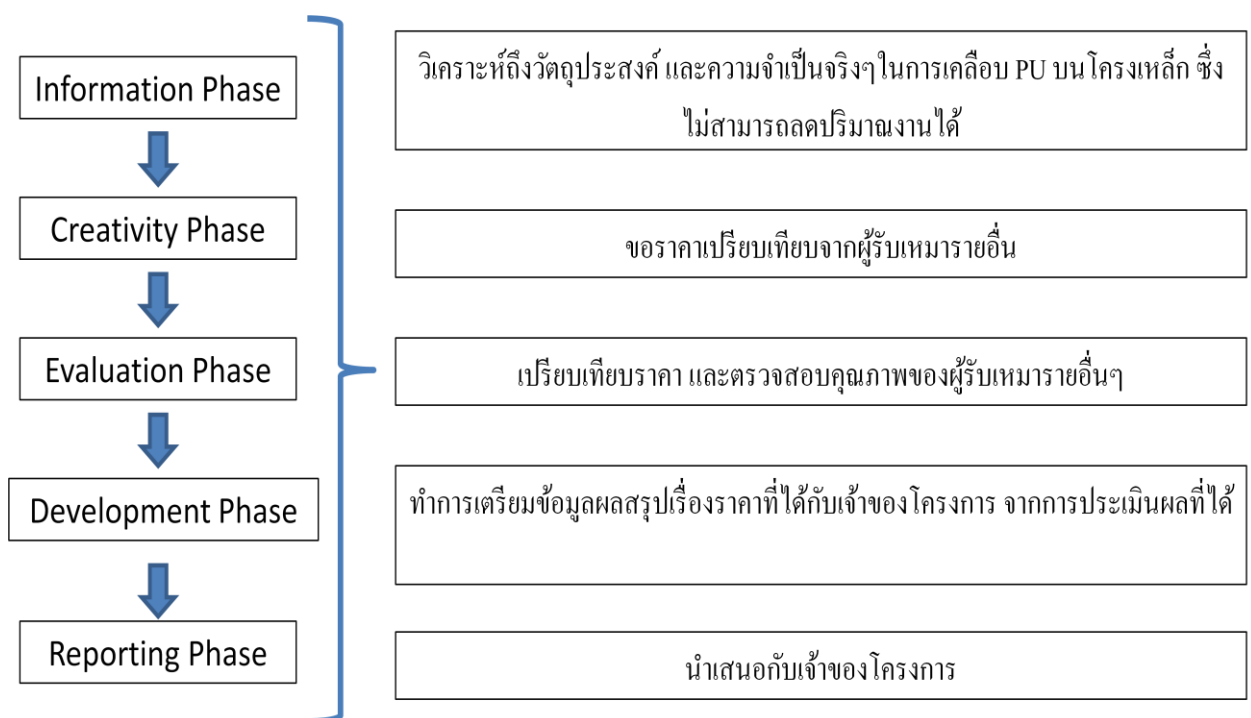 Information Phase
วิเคราะห์ถึงวัตถุประสงค์ และความจำเป็นจริงๆในการเคลือบ PU บนโครงเหล็ก ซึ่ง
ไม่สามารถลดปริมาณงานได้
Creativity Phase
ขอราคาเปรียบเทียบจากผู้รับเหมารายอื่น
Evaluation Phase
เปรียบเทียบราคา และตรวจสอบคุณภาพของผู้รับเหมารายอื่นๆ
Development Phase
ทำการเตรียมข้อมูลผลสรุปเรื่องราคาที่ได้กับเจ้าของโครงการ จากการประเมินผลที่ได้
Reporting Phase
นำเสนอกับเจ้าของโครงการ